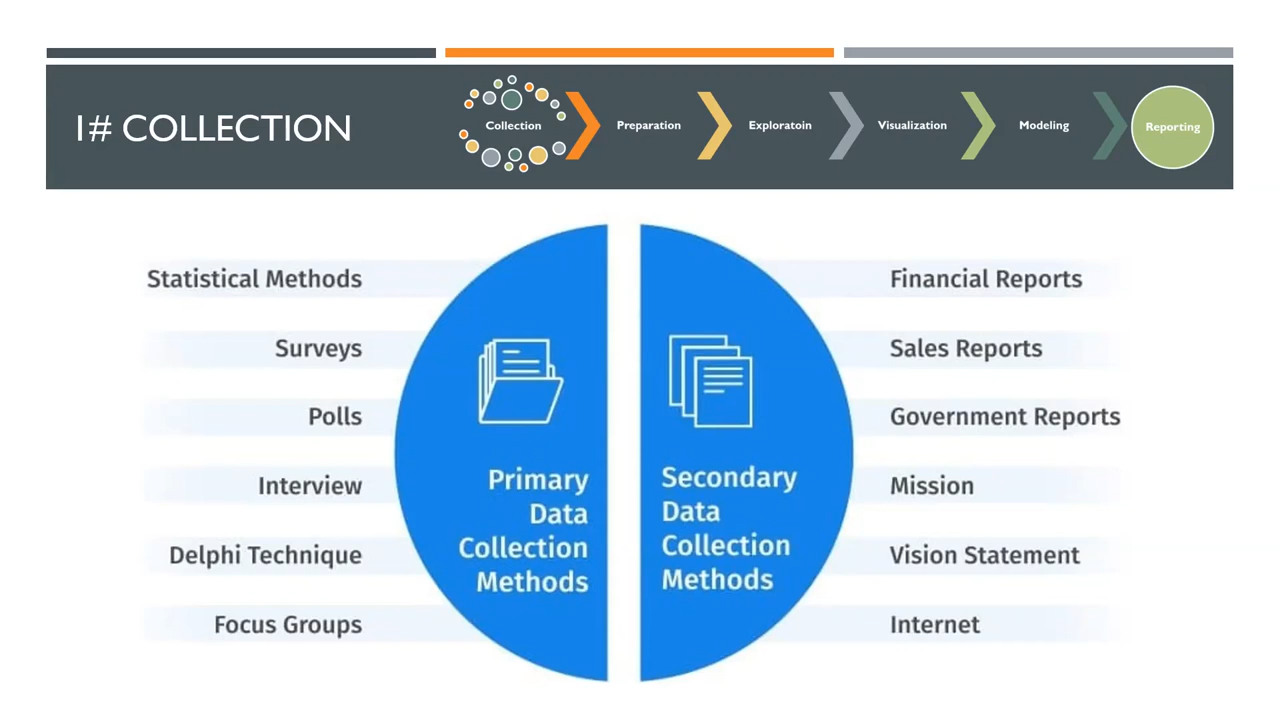 1# COLLECTION
Collection
Preparation
Exploratoin
Visualization
Modeling
Reporting
Statistical Methods
Surveys
Polls
Interview
Delphi Technique
Focus Groups
Primary
Data
Collection
Methods
Secondary
Data
Collection
Methods
Financial Reports
Sales Reports
Government Reports
Mission
Vision Statement
Internet